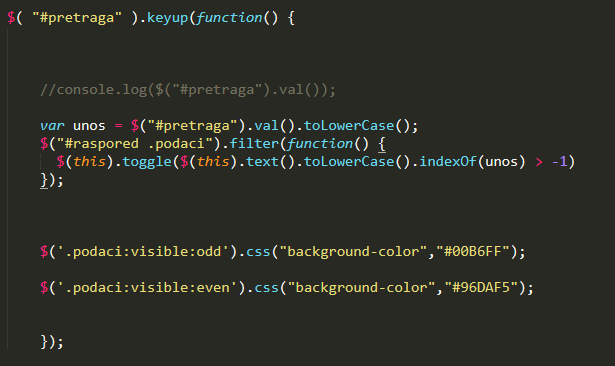 $( "#pretraga" ).keyup(function() {
//console.log($("#pretraga").val());
var unos = $("#pretraga").val().toLowerCase();
$("#raspored .podaci").filter(function() {
$(this).toggle($(this).text().toLowerCase().indexOf(unos) > -1)
});
$('.podaci:visible:odd').css("background-color","#00B6FF");
$('.podaci:visible:even').css("background-color","#96DAF5");
});